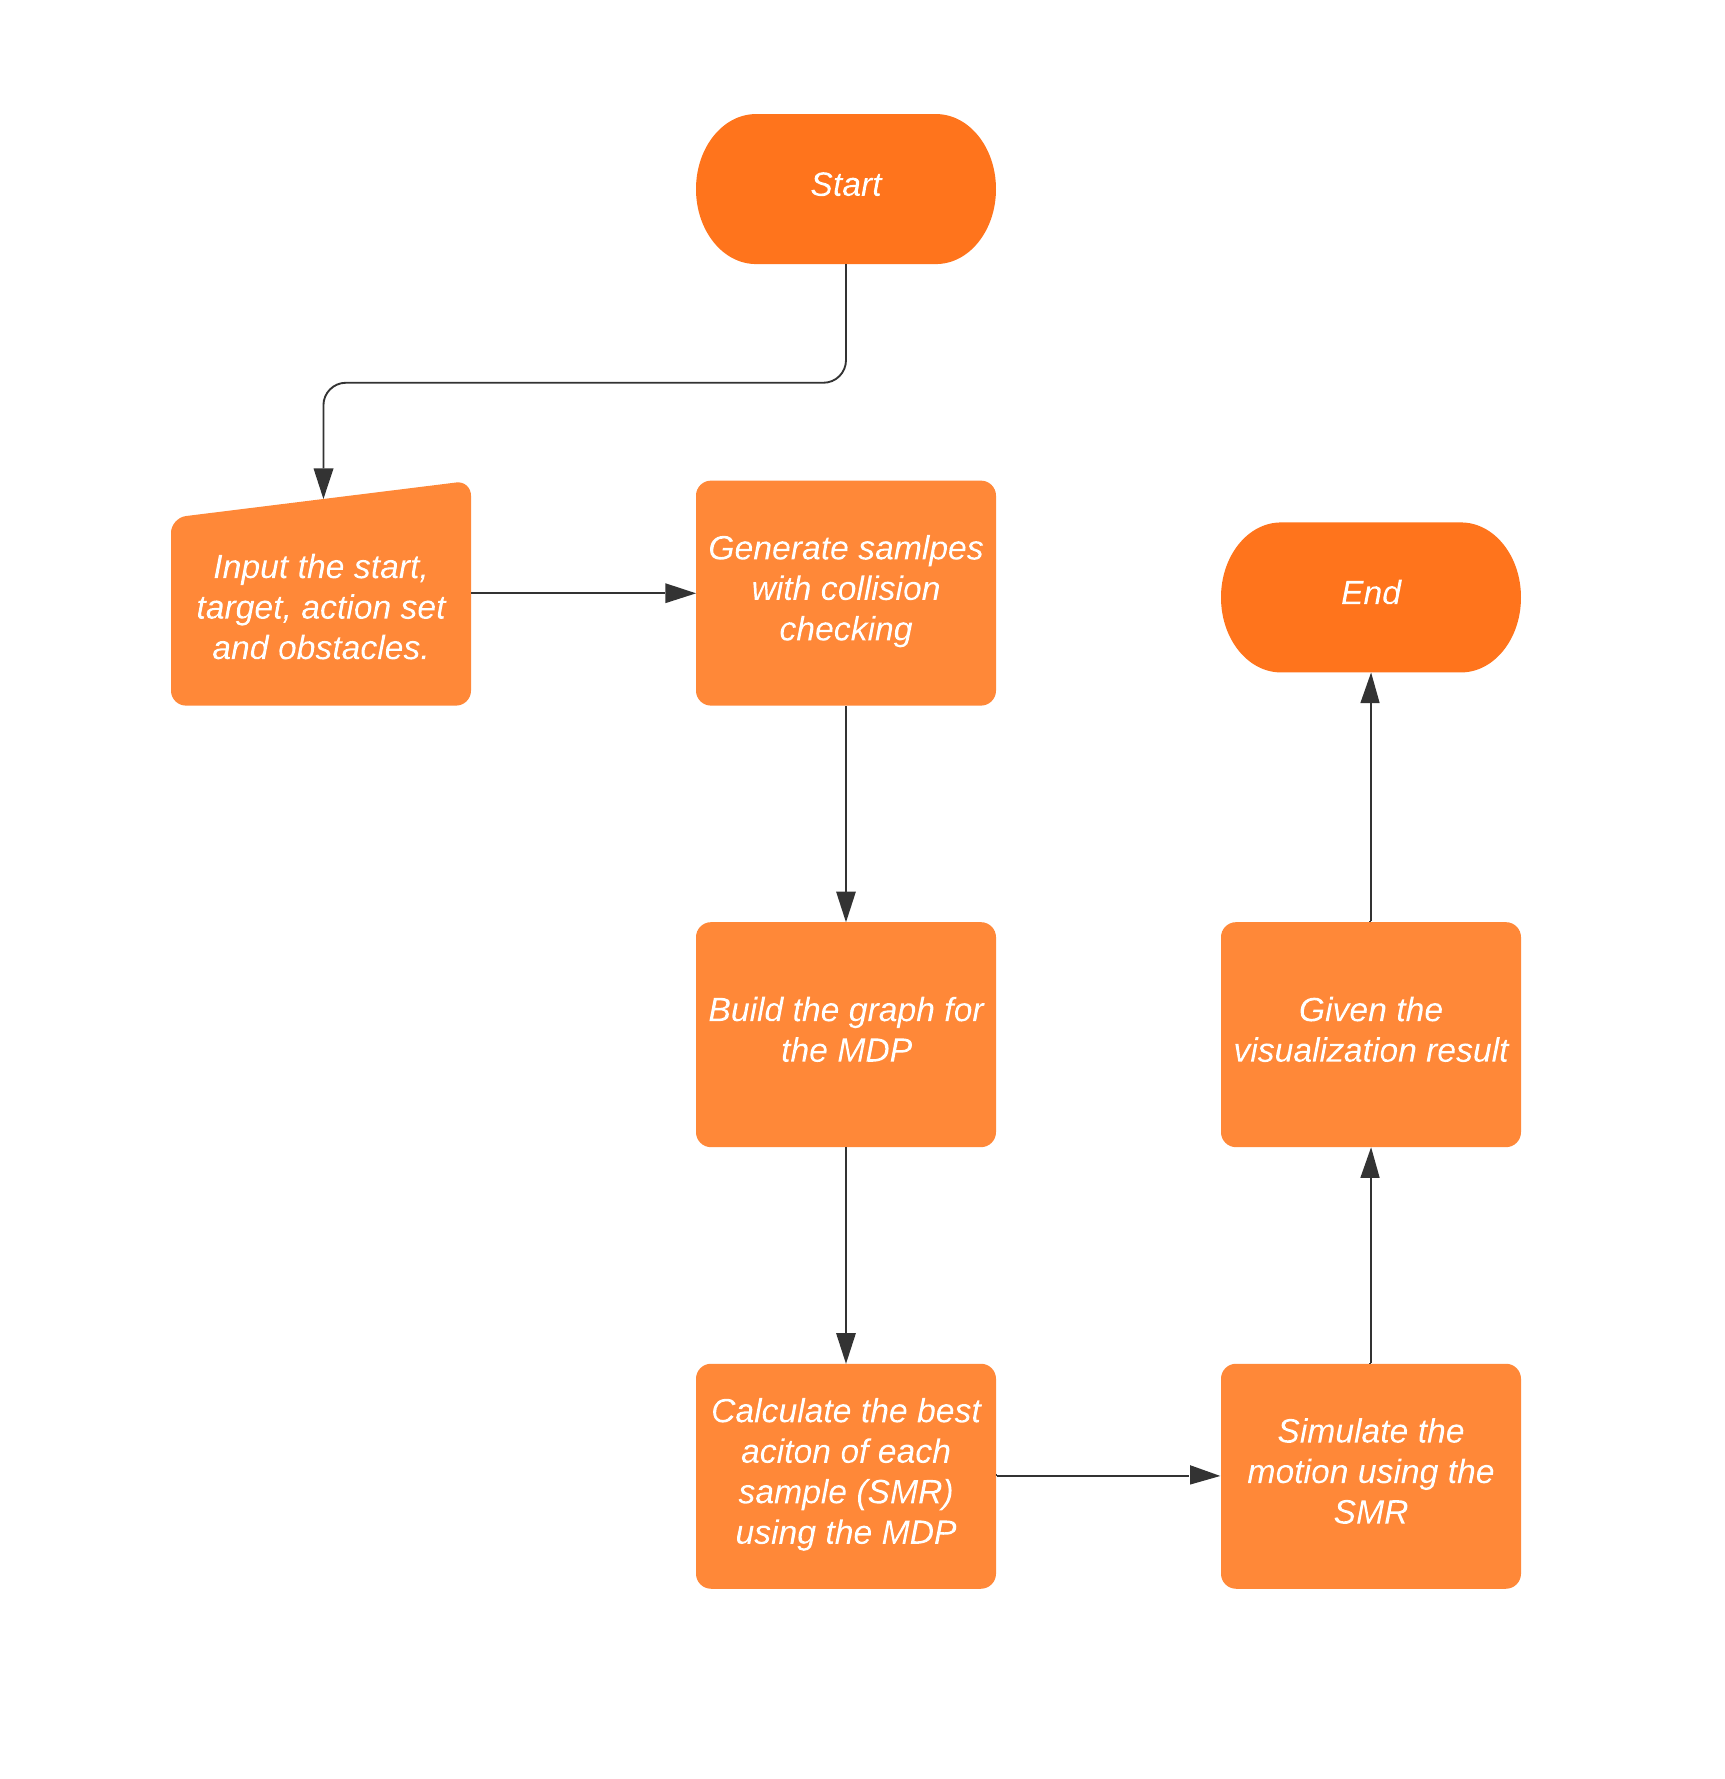 Start
Input the start,
target, action set
and obstacles.
Generate samlpes
with collision
checking
Build the graph for
the MDP
Calculate the best
aciton of each
sample (SMR)
using the MDP
Simulate the
motion using the
SMR
Given the
visualization result
End